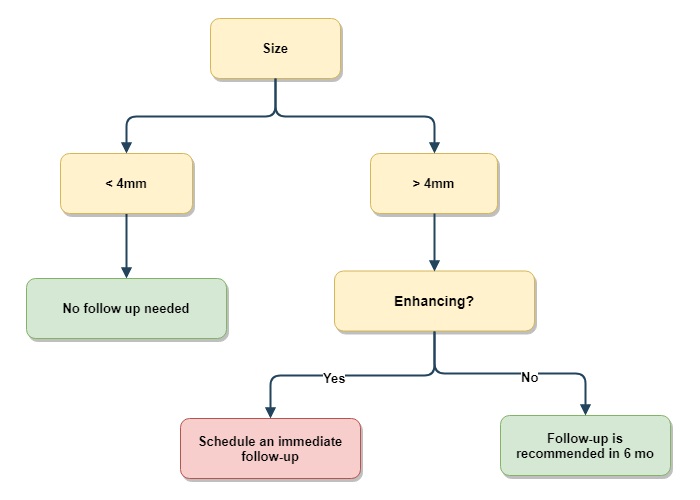 Size
< 4mm
> 4mm
No follow up needed
Enhancing?
Yes
No
Schedule an immediate
follow-up
Follow-up is
recommended in 6 mo